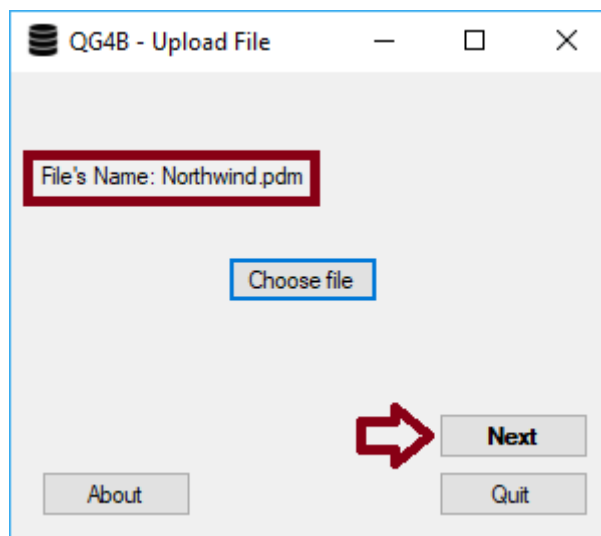 QG4B - Upload File
File's Name: Northwind.pdm
Choose file
Next
About
Quit